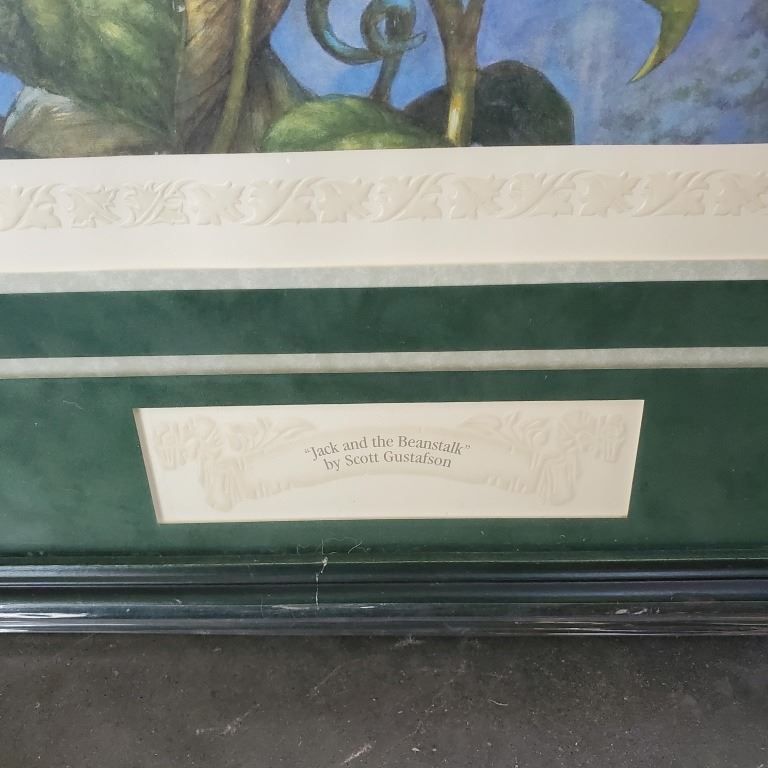 “Jack and the Beanstalk”
by Scott Gustafson